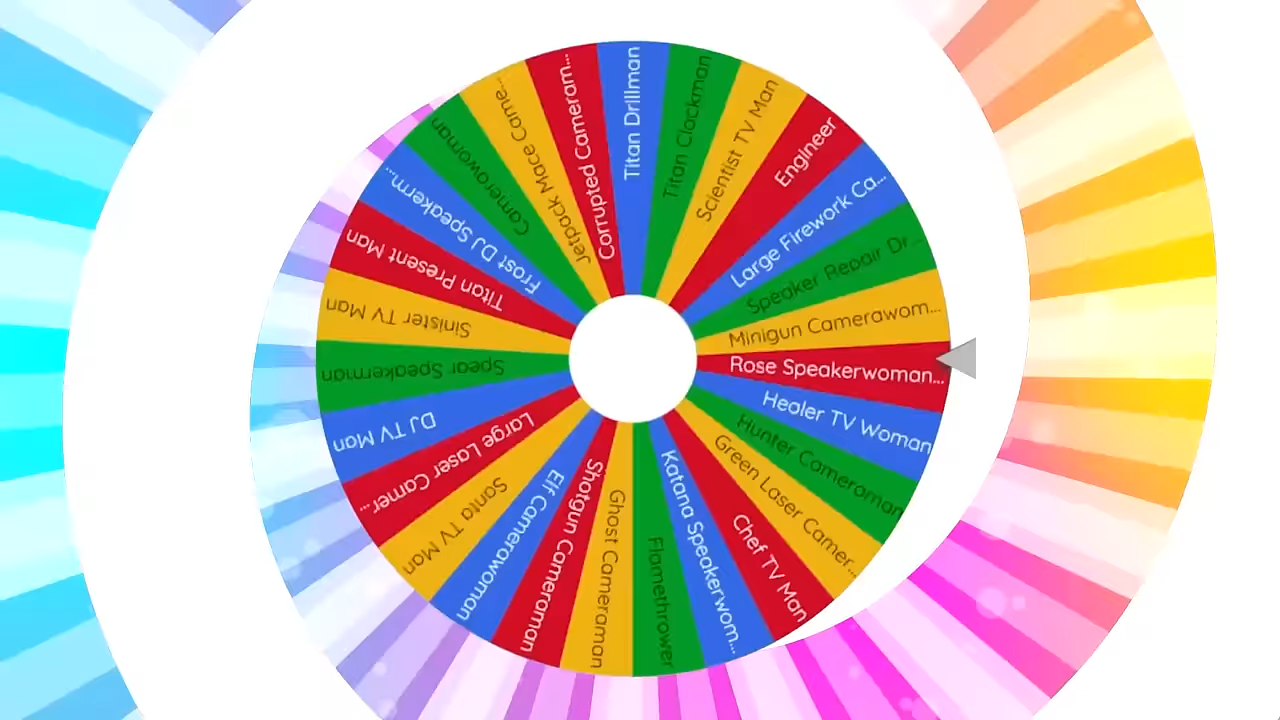 Titan Drillman
Titan Clockman
Scientist TV Man
Engineer
Large Firework Ca...
Speaker Repair Dr...
Minigun Camerawom...
Rose Speakerwoman...
Healer TV Woman
Hunter Cameraman
Green Laser Camer...
Chef TV Man
Katana Speakerwom...
Flamethrower
Ghost Cameraman
Shotgun Cameraman
Elf Camerawoman
Santa TV Man
Large Laser Camer...
DJ TV Man
Spear Speakerman
Sinister TV Man
Titan Present Man
Frost DJ Speakerm...
Camerawoman
Jetpack Mace Came...
Corrupted Cameram...